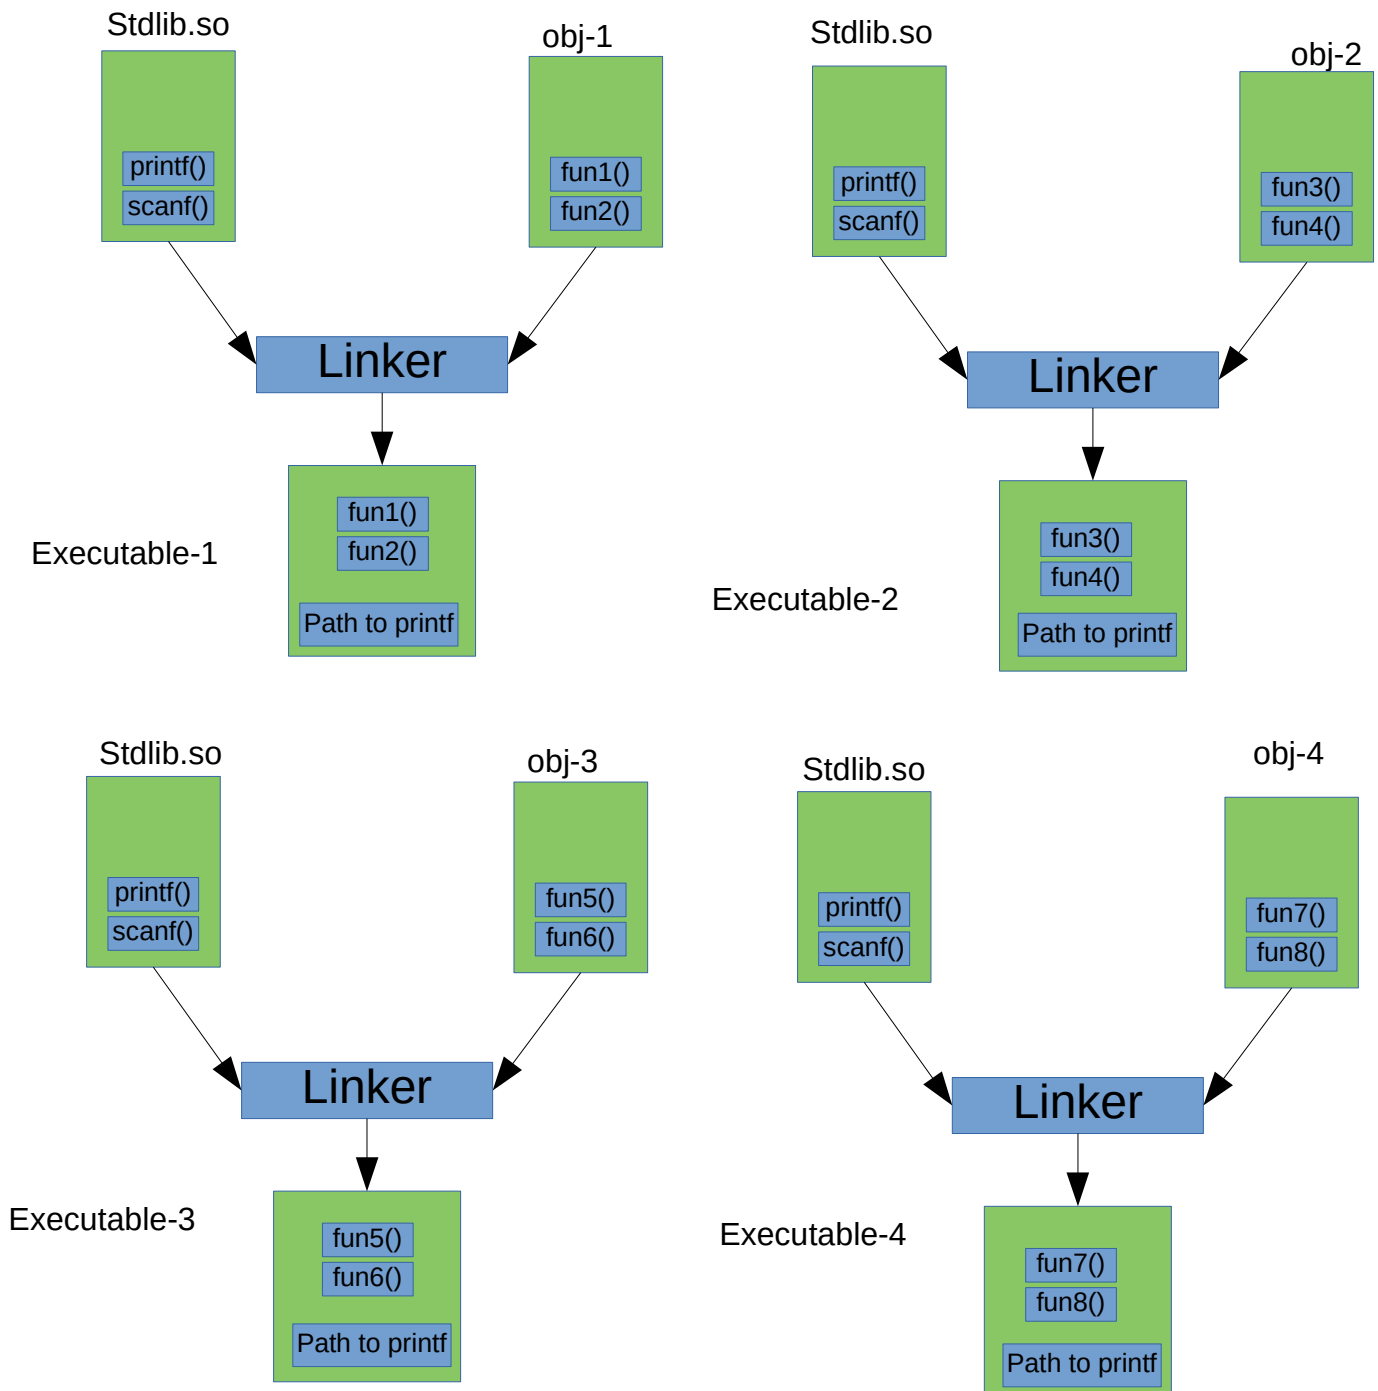 Stdlib.so
obj-1
printf()
scanf()
fun1()
fun2()
Linker
fun1()
fun2()
Path to printf
Executable-1
Stdlib.so
obj-2
printf()
scanf()
fun3()
fun4()
Linker
fun3()
fun4()
Path to printf
Executable-2
Stdlib.so
obj-3
printf()
scanf()
fun5()
fun6()
Linker
fun5()
fun6()
Path to printf
Executable-3
Stdlib.so
obj-4
printf()
scanf()
fun7()
fun8()
Linker
fun7()
fun8()
Path to printf
Executable-4